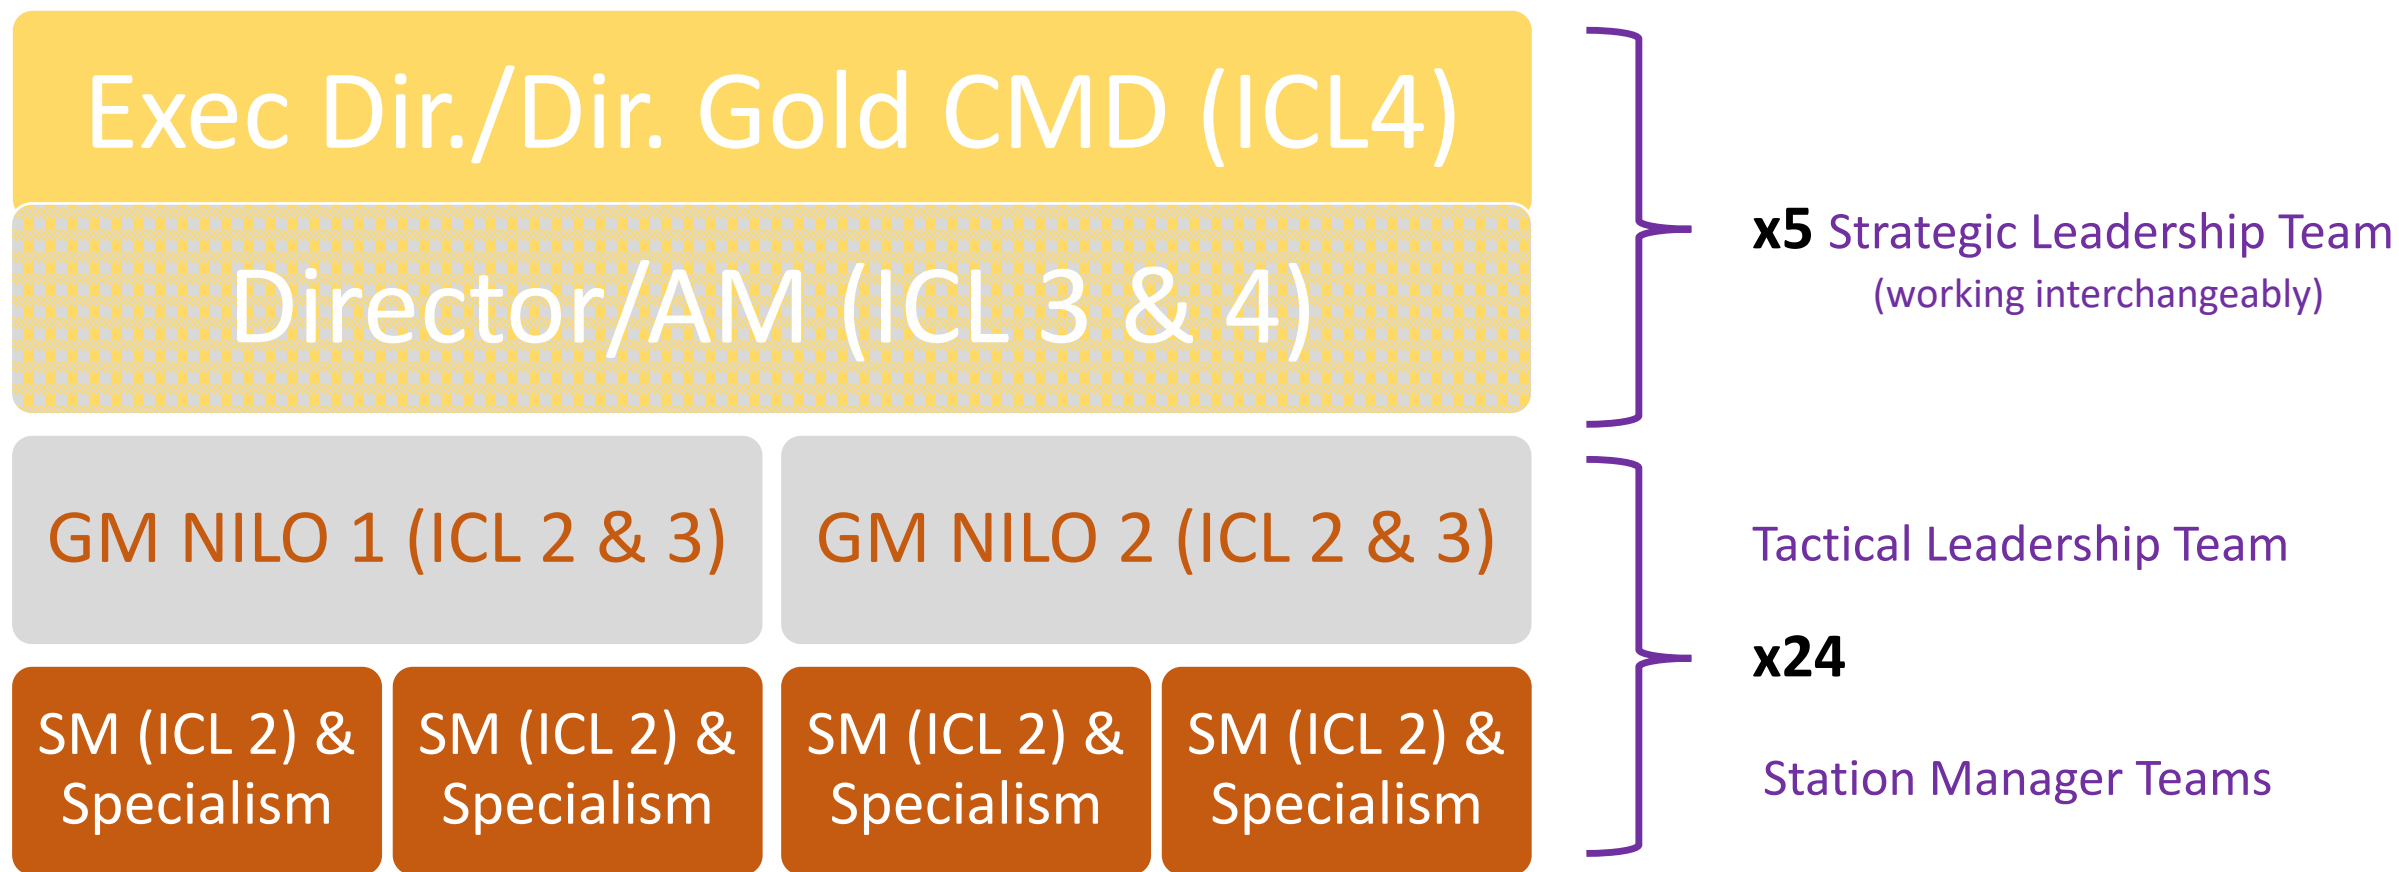 Exec Dir./Dir. Gold CMD (ICL4)
Director/AM (ICL 3 & 4)
x5 Strategic Leadership Team
(working interchangeably)
GM NILO 1 (ICL 2 & 3)
GM NILO 2 (ICL 2 & 3)
Tactical Leadership Team
x24
SM (ICL 2) &
Specialism
SM (ICL 2) &
Specialism
SM (ICL 2) &
Specialism
SM (ICL 2) &
Specialism
Station Manager Teams